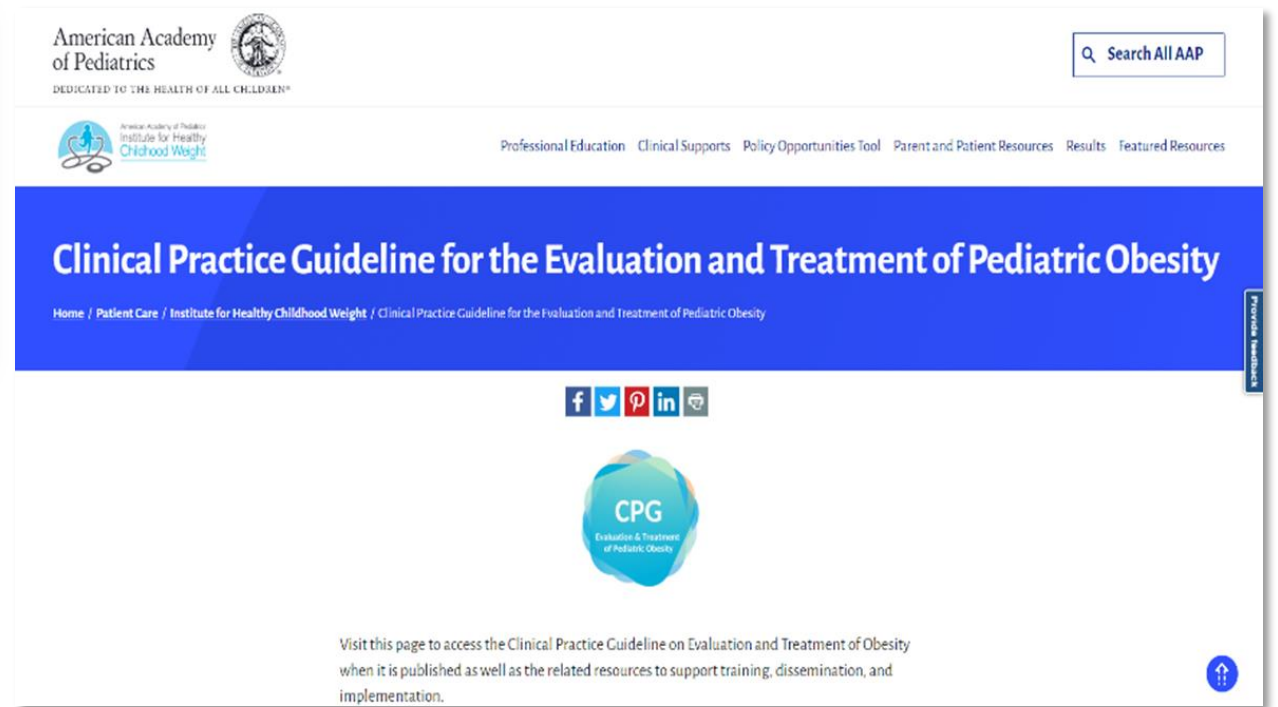 American Academy
of Pediatrics
DEDICATED TO THE HEALTH OF ALL CHILDREN®
Search All AAP
American Academy of Pediatrics
Institute for Healthy
Childhood Weight
Professional Education Clinical Supports Policy Opportunities Tool Parent and Patient Resources Results Featured Resources
Clinical Practice Guideline for the Evaluation and Treatment of Pediatric Obesity
Home / Patient Care / Institute for Healthy Childhood Weight / Clinical Practice Guideline for the Evaluation and Treatment of Pediatric Obesity
Provide feedback
CPG
Evaluation & Treatment
of Pediatric Obesity
Visit this page to access the Clinical Practice Guideline on Evaluation and Treatment of Obesity
when it is published as well as the related resources to support training, dissemination, and
implementation.